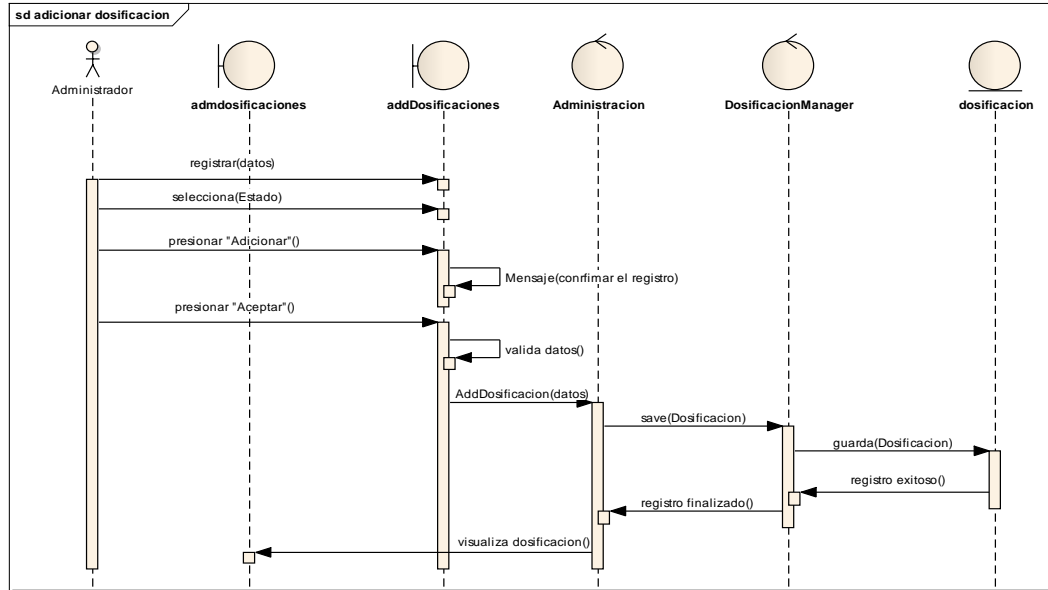 sd adicionar dosificacion
Administrador
admdosificaciones
addDosificaciones
Administracion
DosificacionManager
dosificacion
registrar(datos)
selecciona(Estado)
presionar "Adicionar"()
Mensaje(conrfimar el registro)
presionar "Aceptar"()
valida datos()
AddDosificacion(datos)
save(Dosificacion)
guarda(Dosificacion)
registro exitoso()
registro finalizado()
visualiza dosificacion()